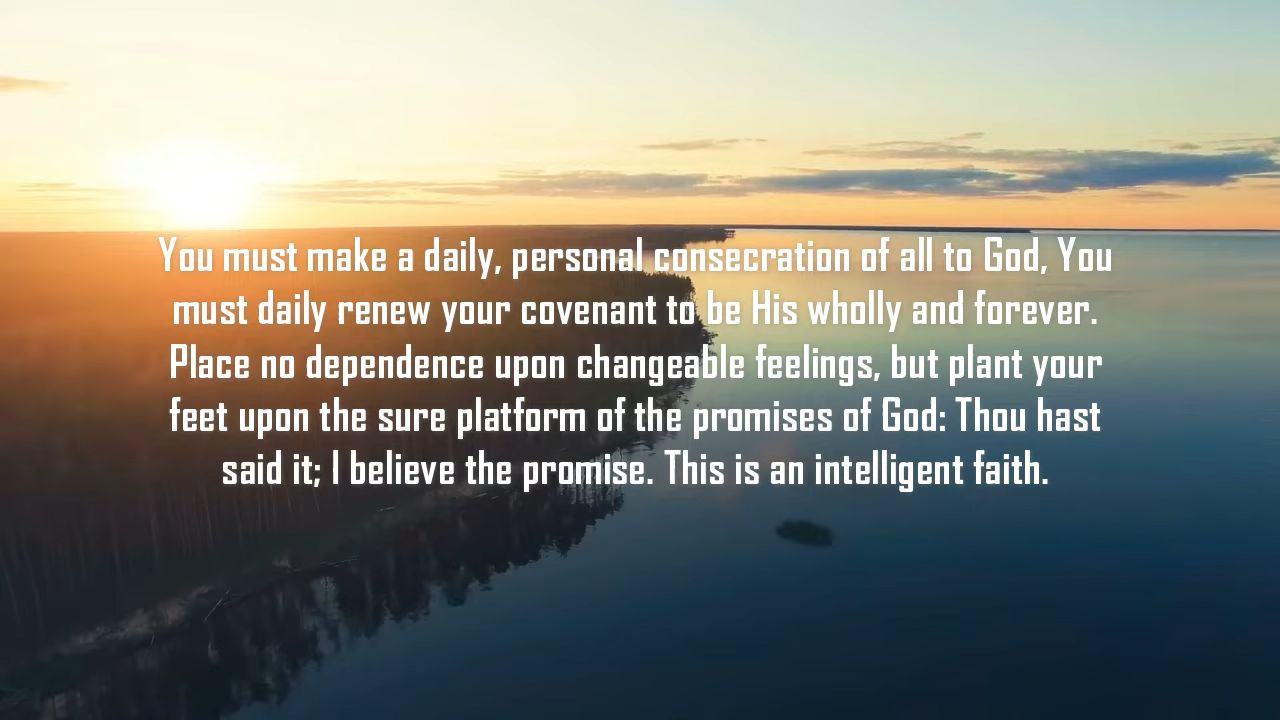 You must make a daily, personal consecration of all to God, You
must daily renew your covenant to be His wholly and forever.
Place no dependence upon changeable feelings, but plant your
feet upon the sure platform of the promises of God: Thou hast
said it; I believe the promise. This is an intelligent faith.